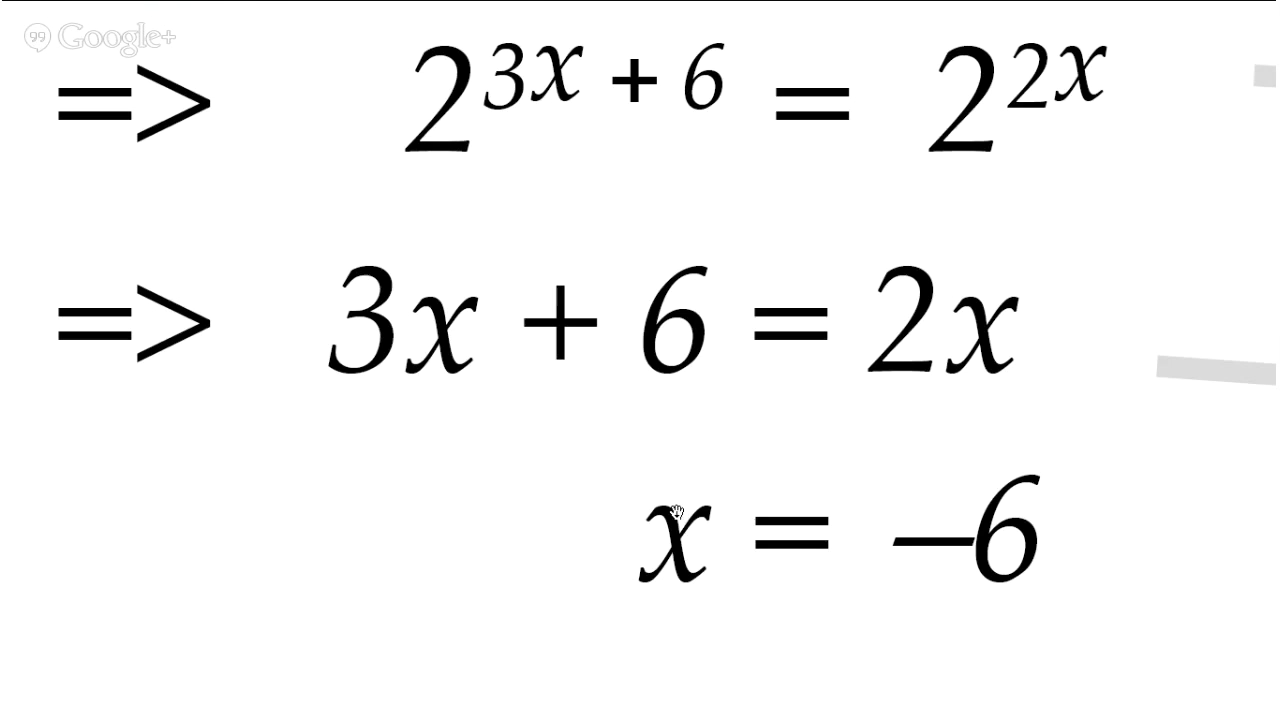 Google+
=> 2^{3x + 6} = 2^{2x}
=> 3x + 6 = 2x
x = –6